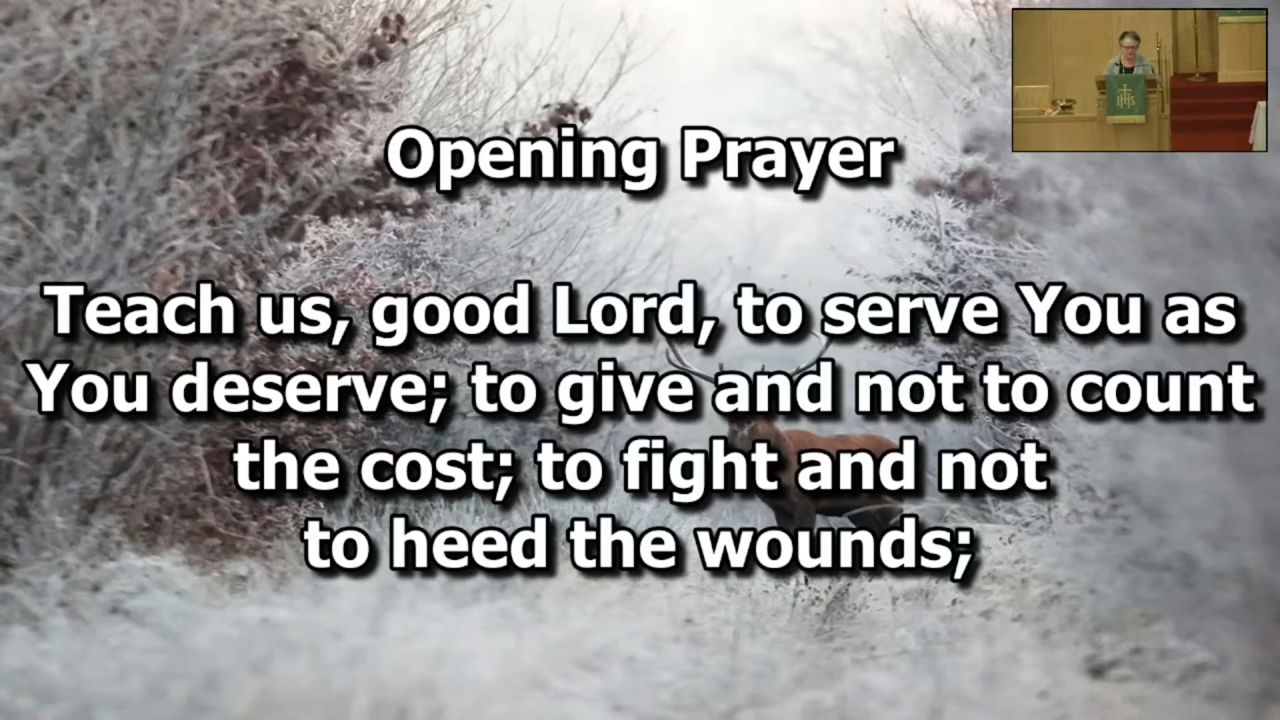 Opening Prayer
Teach us, good Lord, to serve You as
You deserve; to give and not to count
the cost; to fight and not
to heed the wounds;
IHS